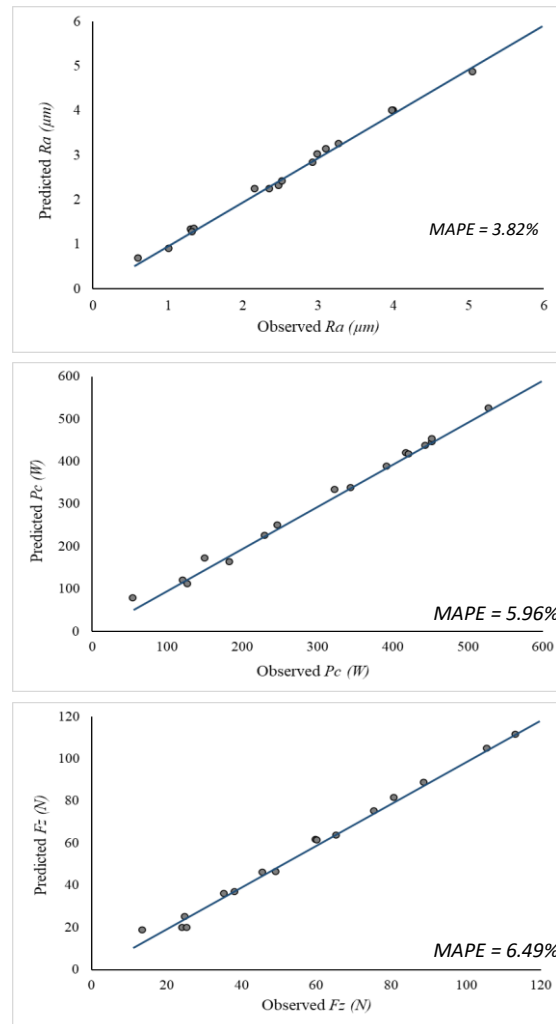 6
5
4
3
2
1
0
0 1 2 3 4 5 6
Predicted Ra (μm)
Observed Ra (μm)
MAPE = 3.82%
600
500
400
300
200
100
0
0 100 200 300 400 500 600
Predicted Pc (W)
Observed Pc (W)
MAPE = 5.96%
120
100
80
60
40
20
0
0 20 40 60 80 100 120
Predicted Fz (N)
Observed Fz (N)
MAPE = 6.49%